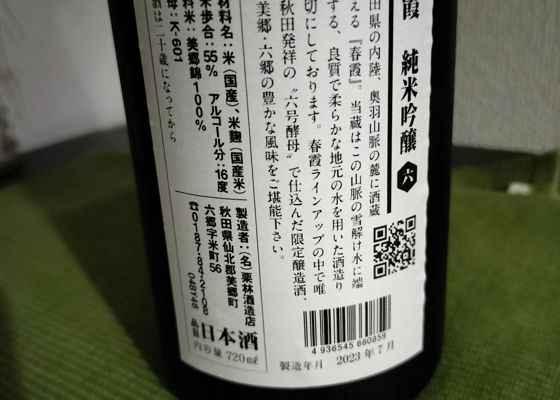 霞 純米吟醸 六
田県の内陸、奥羽山脈の麓に酒蔵
える『春霞』。当蔵はこの山脈の雪解け水に端
する、良質で柔らかな地元の水を用いた酒造り
切にしております。春霞ラインアップの中で唯
秋田発祥の“六号酵母”で仕込んだ限定醸造酒、
美郷・六郷の豊かな風味をご堪能下さい。
材料名：米（国産）、米麹（国産米）
米歩合：55% アルコール分：16度
料米：美郷錦100%
母：K-601
酒は二十歳になってから
製造者：（名）栗林酒造店
秋田県仙北郡美郷町
六郷字米町56
☎0187-84-2108
048Y46
日本酒
内容量 720㎖
4 936545 660859
製造年月 2023年7月